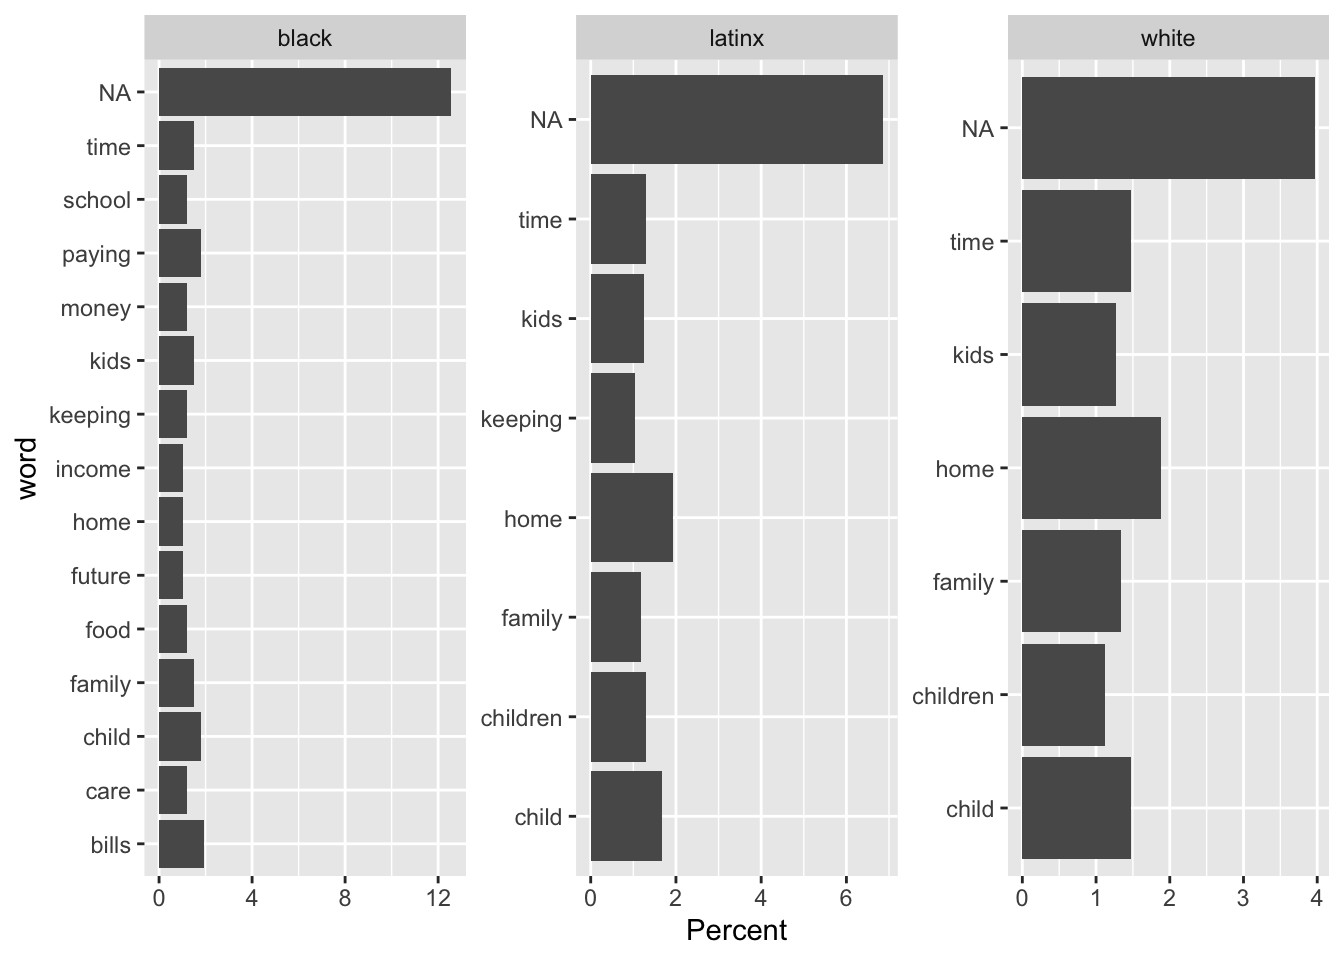 black
latinx
white
word
NA
time
school
paying
money
kids
keeping
income
home
future
food
family
child
care
bills
0 4 8 12
NA
time
kids
keeping
home
family
children
child
0 2 4 6
NA
time
kids
home
family
children
child
0 1 2 3 4
Percent